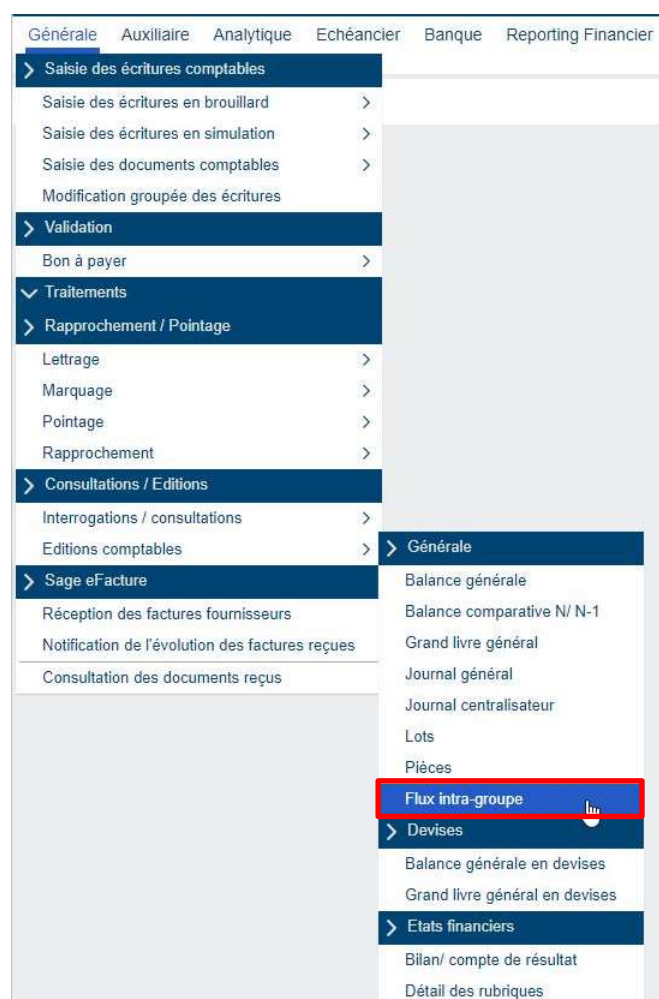 Générale Auxiliaire Analytique Echéancier Banque Reporting Financier
Saisie des écritures comptables
Saisie des écritures en brouillard
Saisie des écritures en simulation
Saisie des documents comptables
Modification groupée des écritures
Validation
Bon à payer
Traitements
Rapprochement / Pointage
Lettrage
Marquage
Pointage
Rapprochement
Consultations / Editions
Interrogations / consultations
Editions comptables
Sage eFacture
Réception des factures fournisseurs
Notification de l'évolution des factures reçues
Consultation des documents reçus
Générale
Balance générale
Balance comparative N/ N-1
Grand livre général
Journal général
Journal centralisateur
Lots
Pièces
Flux intra-groupe
Devises
Balance générale en devises
Grand livre général en devises
Etats financiers
Bilan/ compte de résultat
Détail des rubriques